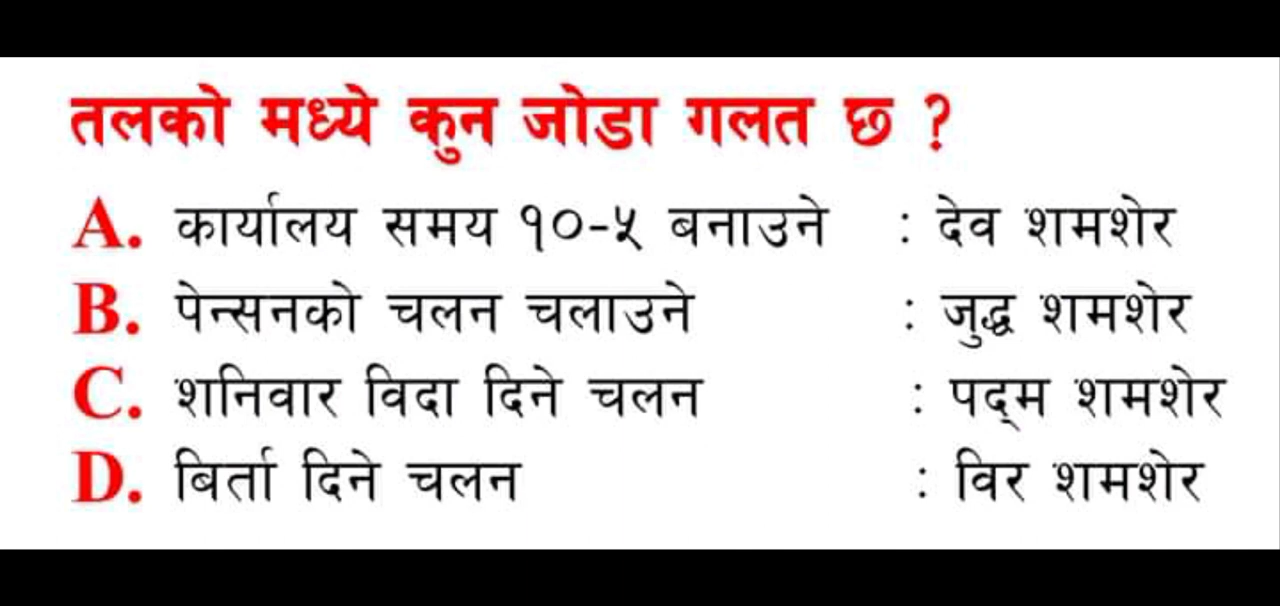 तलको मध्ये कुन जोडा गलत छ ?
A. कार्यालय समय १०-५ बनाउने : देव शमशेर
B. पेन्सनको चलन चलाउने : जुद्ध शमशेर
C. शनिवार विदा दिने चलन : पद्म शमशेर
D. बिर्ता दिने चलन : विर शमशेर